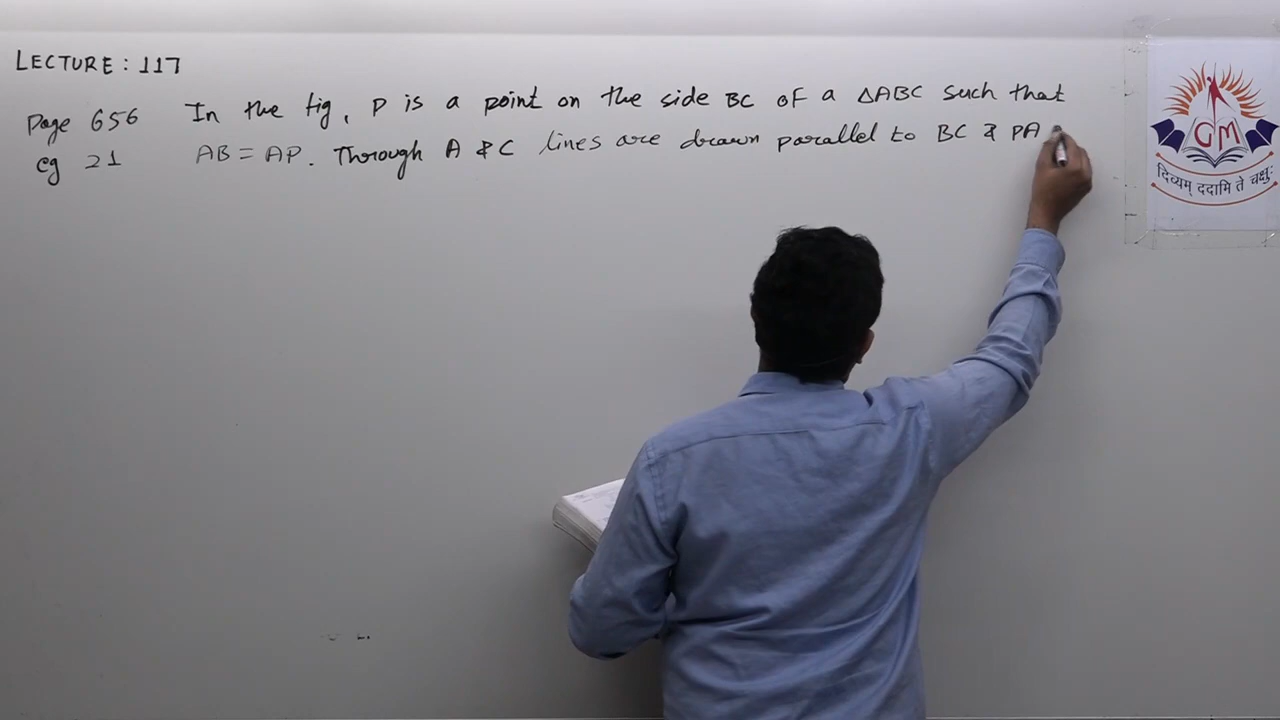 LECTURE : 117
Page 656 In the fig, P is a point on the side BC of a △ABC such that
eg 21 AB = AP. Through A & C lines are drawn parallel to BC & PA
GM
दिव्यम् ददामि ते चक्षुः